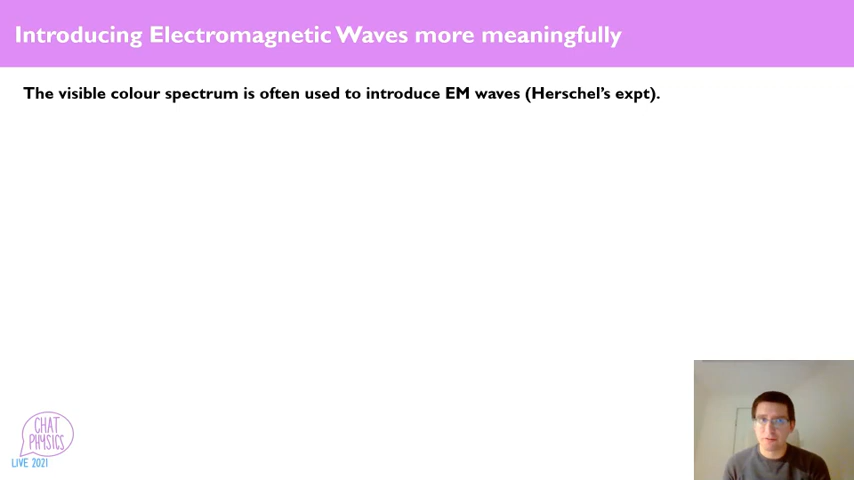 Introducing Electromagnetic Waves more meaningfully
The visible colour spectrum is often used to introduce EM waves (Herschel's expt).
CHAT
PHYSICS
LIVE 2021